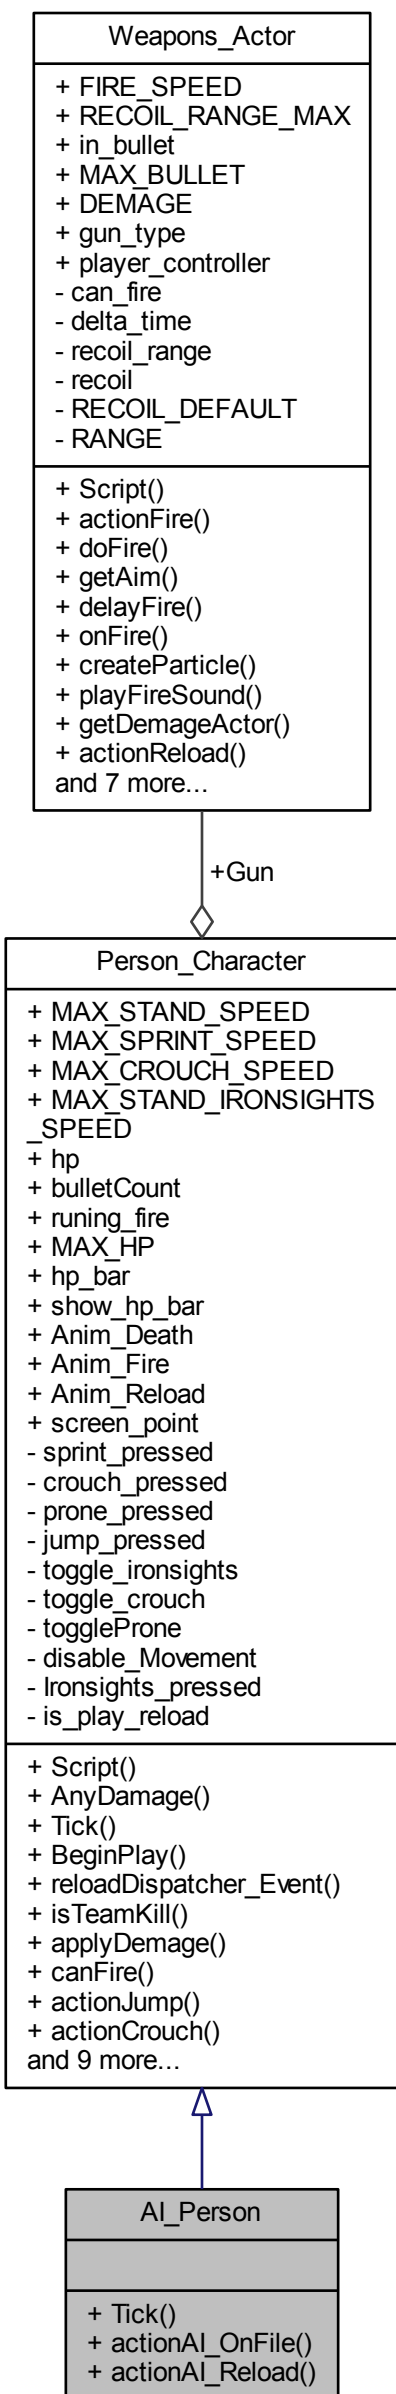 Weapons_Actor
+ FIRE_SPEED
+ RECOIL_RANGE_MAX
+ in_bullet
+ MAX_BULLET
+ DEMAGE
+ gun_type
+ player_controller
- can_fire
- delta_time
- recoil_range
- recoil
- RECOIL_DEFAULT
- RANGE
+ Script()
+ actionFire()
+ doFire()
+ getAim()
+ delayFire()
+ onFire()
+ createParticle()
+ playFireSound()
+ getDemageActor()
+ actionReload()
and 7 more...
+Gun
Person_Character
+ MAX_STAND_SPEED
+ MAX_SPRINT_SPEED
+ MAX_CROUCH_SPEED
+ MAX_STAND_IRONSIGHTS
_SPEED
+ hp
+ bulletCount
+ runing_fire
+ MAX_HP
+ hp_bar
+ show_hp_bar
+ Anim_Death
+ Anim_Fire
+ Anim_Reload
+ screen_point
- sprint_pressed
- crouch_pressed
- prone_pressed
- jump_pressed
- toggle_ironsights
- toggle_crouch
- toggleProne
- disable_Movement
- Ironsights_pressed
- is_play_reload
+ Script()
+ AnyDamage()
+ Tick()
+ BeginPlay()
+ reloadDispatcher_Event()
+ isTeamKill()
+ applyDemage()
+ canFire()
+ actionJump()
+ actionCrouch()
and 9 more...
AI_Person
+ Tick()
+ actionAI_OnFile()
+ actionAI_Reload()